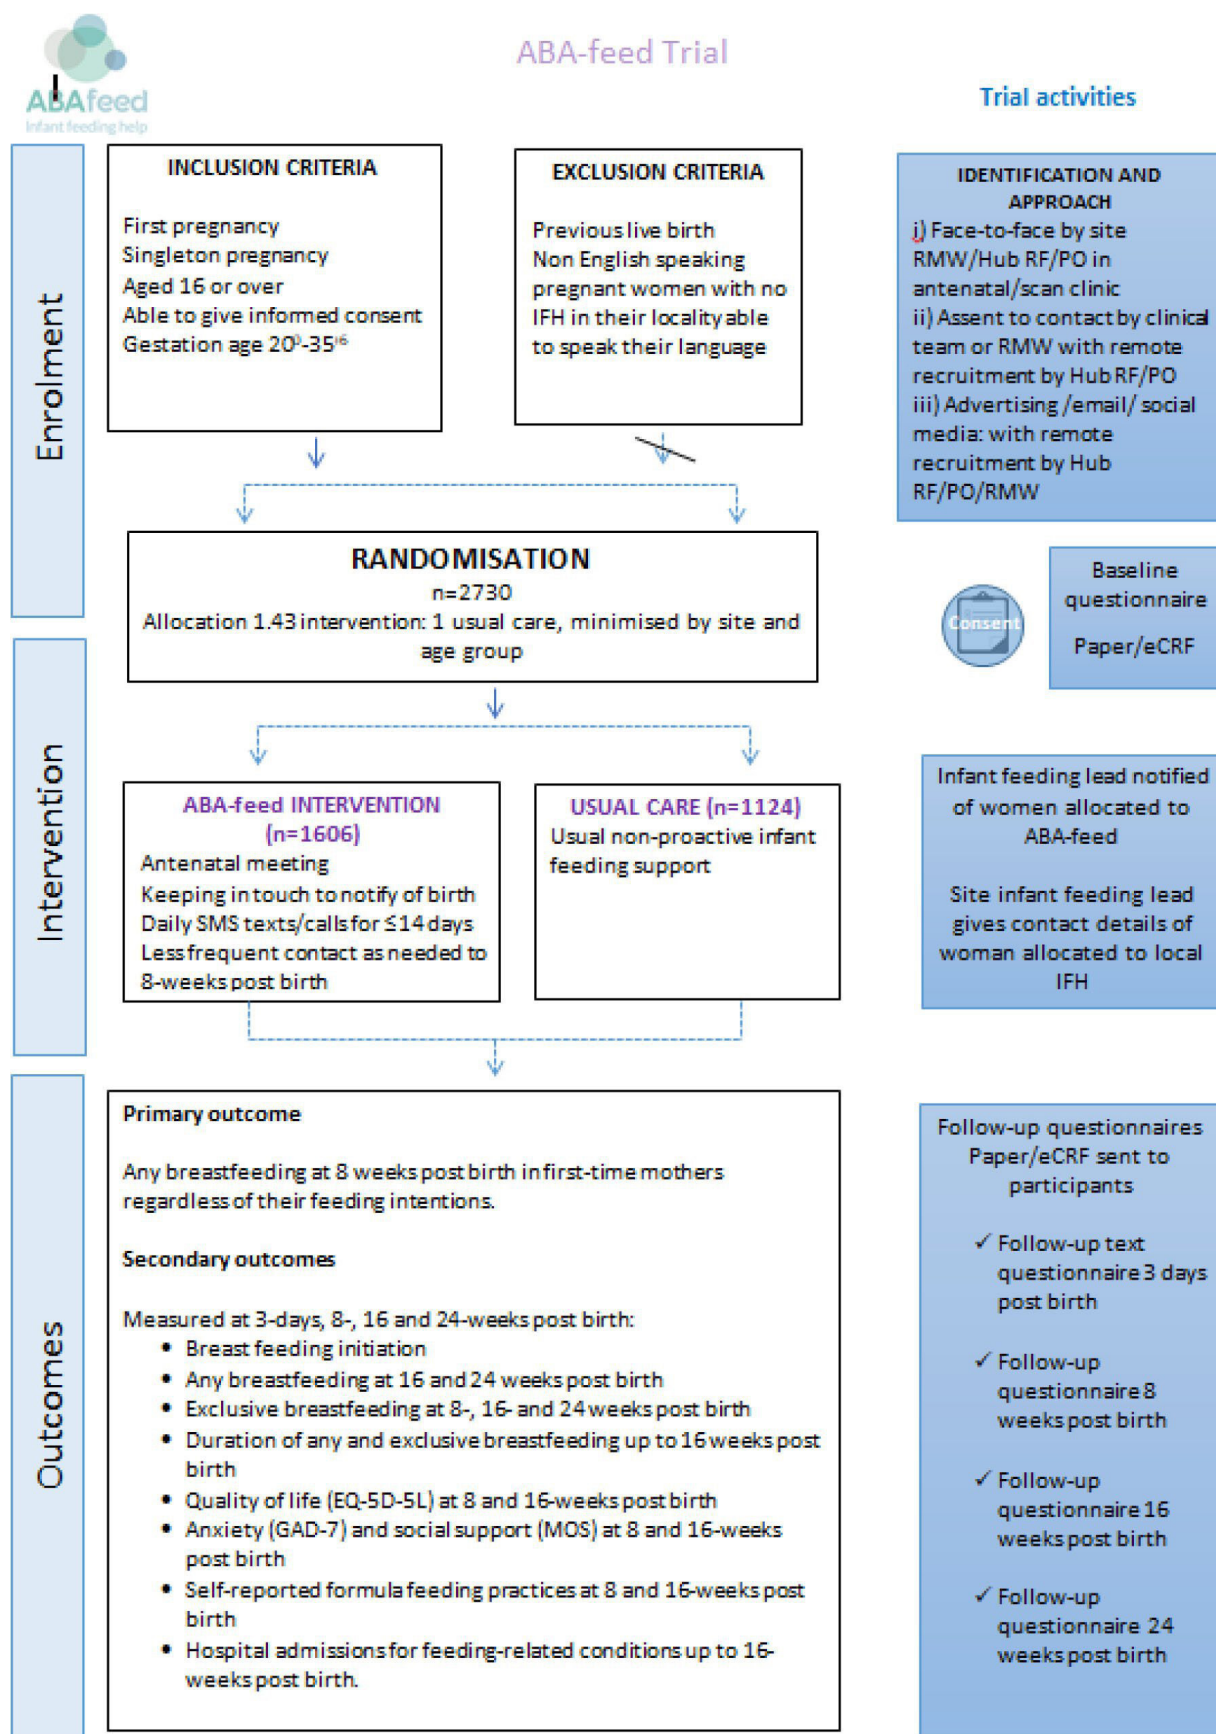 ABA-feed Trial
ABAfeed
Infant feeding help
Trial activities
Enrolment
INCLUSION CRITERIA
First pregnancy
Singleton pregnancy
Aged 16 or over
Able to give informed consent
Gestation age 20⁰-35⁺⁶
EXCLUSION CRITERIA
Previous live birth
Non English speaking
pregnant women with no
IFH in their locality able
to speak their language
IDENTIFICATION AND
APPROACH
i) Face-to-face by site
RMW/Hub RF/PO in
antenatal/scan clinic
ii) Assent to contact by clinical
team or RMW with remote
recruitment by Hub RF/PO
iii) Advertising /email/ social
media: with remote
recruitment by Hub
RF/PO/RMW
RANDOMISATION
n=2730
Allocation 1.43 intervention: 1 usual care, minimised by site and
age group
Consent
Baseline
questionnaire
Paper/eCRF
Intervention
ABA-feed INTERVENTION
(n=1606)
Antenatal meeting
Keeping in touch to notify of birth
Daily SMS texts/calls for ≤14 days
Less frequent contact as needed to
8-weeks post birth
USUAL CARE (n=1124)
Usual non-proactive infant
feeding support
Infant feeding lead notified
of women allocated to
ABA-feed
Site infant feeding lead
gives contact details of
woman allocated to local
IFH
Outcomes
Primary outcome
Any breastfeeding at 8 weeks post birth in first-time mothers
regardless of their feeding intentions.
Secondary outcomes
Measured at 3-days, 8-, 16 and 24-weeks post birth:
• Breast feeding initiation
• Any breastfeeding at 16 and 24 weeks post birth
• Exclusive breastfeeding at 8-, 16- and 24 weeks post birth
• Duration of any and exclusive breastfeeding up to 16 weeks post
birth
• Quality of life (EQ-5D-5L) at 8 and 16-weeks post birth
• Anxiety (GAD-7) and social support (MOS) at 8 and 16-weeks
post birth
• Self-reported formula feeding practices at 8 and 16-weeks post
birth
• Hospital admissions for feeding-related conditions up to 16-
weeks post birth.
Follow-up questionnaires
Paper/eCRF sent to
participants
✓ Follow-up text
questionnaire 3 days
post birth
✓ Follow-up
questionnaire 8
weeks post birth
✓ Follow-up
questionnaire 16
weeks post birth
✓ Follow-up
questionnaire 24
weeks post birth